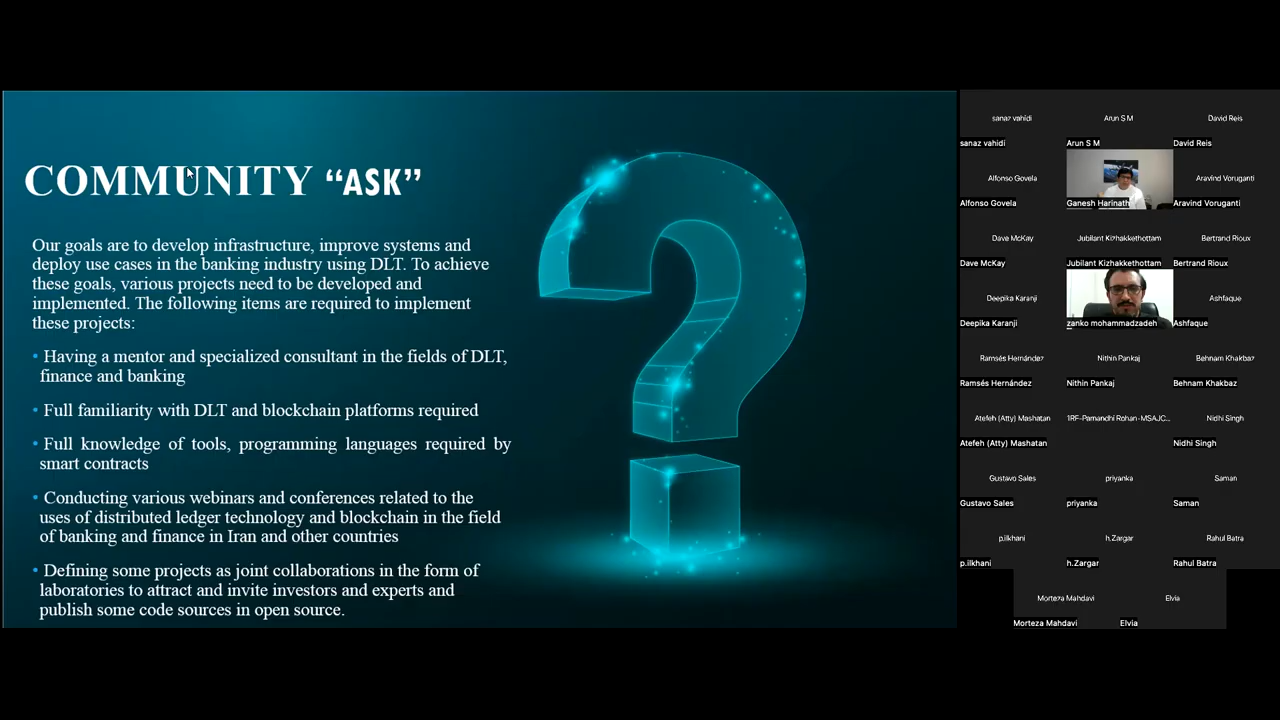 COMMUNITY “ASK”
Our goals are to develop infrastructure, improve systems and
deploy use cases in the banking industry using DLT. To achieve
these goals, various projects need to be developed and
implemented. The following items are required to implement
these projects:
• Having a mentor and specialized consultant in the fields of DLT,
finance and banking
• Full familiarity with DLT and blockchain platforms required
• Full knowledge of tools, programming languages required by
smart contracts
• Conducting various webinars and conferences related to the
uses of distributed ledger technology and blockchain in the field
of banking and finance in Iran and other countries
• Defining some projects as joint collaborations in the form of
laboratories to attract and invite investors and experts and
publish some code sources in open source.
sanaz vahidi Arun S M David Reis
sanaz vahidi Arun S M David Reis
Alfonso Govela Aravind Voruganti
Alfonso Govela Ganesh Harinath Aravind Voruganti
Dave McKay Jubilant Kizhakkethottam Bertrand Rioux
Dave McKay Jubilant Kizhakkethottam Bertrand Rioux
Deepika Karanji Ashfaque
Deepika Karanji zanko mohammadzadeh Ashfaque
Ramsés Hernández Nithin Pankaj Behnam Khakbaz
Ramsés Hernández Nithin Pankaj Behnam Khakbaz
Atefeh (Atty) Mashatan 1RF-Pamandhi Rohan-MSAJC... Nidhi Singh
Atefeh (Atty) Mashatan Nidhi Singh
Gustavo Sales priyanka Saman
Gustavo Sales priyanka Saman
p.ilkhani h.Zargar Rahul Batra
p.ilkhani h.Zargar Rahul Batra
Morteza Mahdavi Elvia
Morteza Mahdavi Elvia